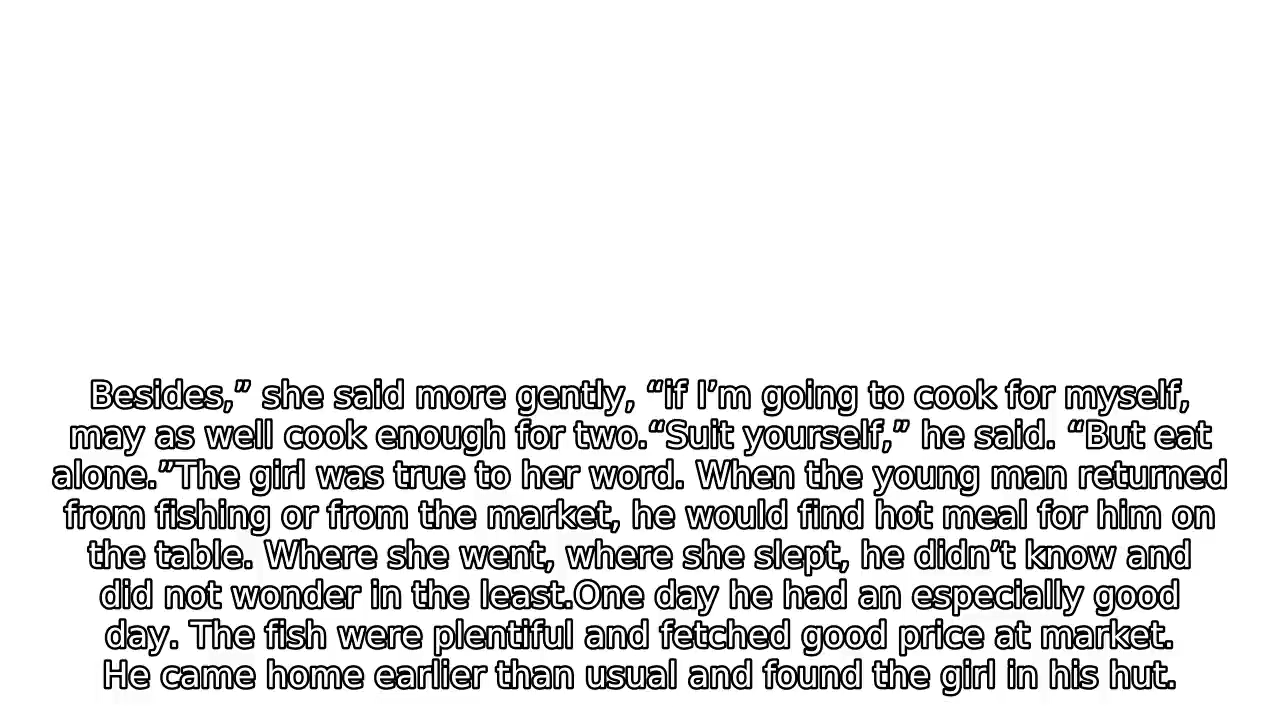 Besides,” she said more gently, “if I’m going to cook for myself,
may as well cook enough for two.“Suit yourself,” he said. “But eat
alone.”The girl was true to her word. When the young man returned
from fishing or from the market, he would find hot meal for him on
the table. Where she went, where she slept, he didn’t know and
did not wonder in the least.One day he had an especially good
day. The fish were plentiful and fetched good price at market.
He came home earlier than usual and found the girl in his hut.